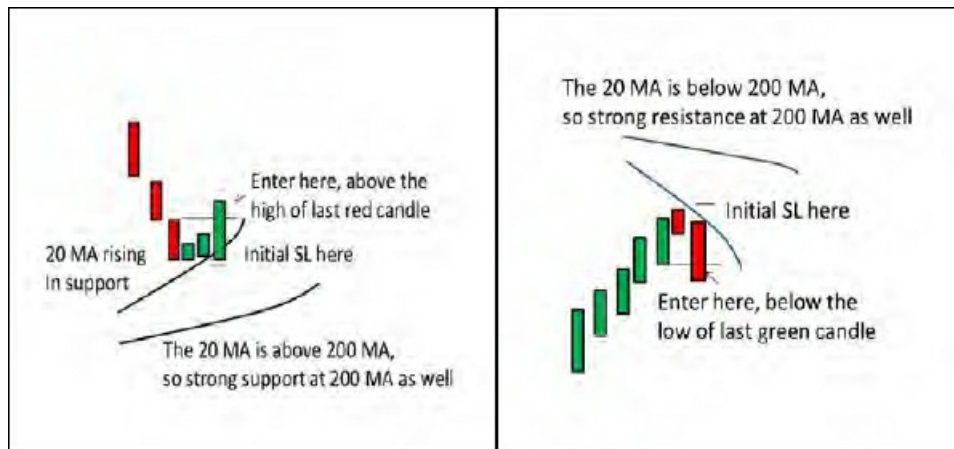 Enter here, above the
high of last red candle
20 MA rising
In support
Initial SL here
The 20 MA is above 200 MA,
so strong support at 200 MA as well
The 20 MA is below 200 MA,
so strong resistance at 200 MA as well
Initial SL here
Enter here, below the
low of last green candle